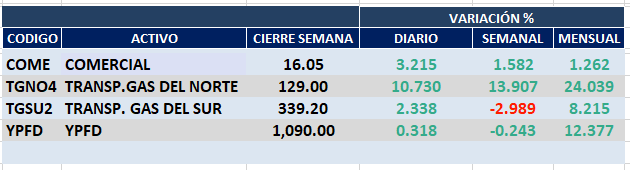 VARIACIÓN %
CODIGO ACTIVO CIERRE SEMANA DIARIO SEMANAL MENSUAL
COME COMERCIAL 16.05 3.215 1.582 1.262
TGNO4 TRANSP.GAS DEL NORTE 129.00 10.730 13.907 24.039
TGSU2 TRANSP. GAS DEL SUR 339.20 2.338 -2.989 8.215
YPFD YPFD 1,090.00 0.318 -0.243 12.377